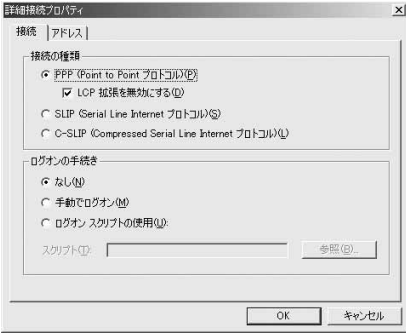 詳細接続プロパティ
接続
アドレス
接続の種類
PPP (Point to Point プロトコル)(P)
LCP 拡張を無効にする(D)
SLIP (Serial Line Internet プロトコル)(S)
C-SLIP (Compressed Serial Line Internet プロトコル)(L)
ログオンの手続き
なし(N)
手動でログオン(M)
ログオン スクリプトの使用(U):
スクリプト(T):
参照(B)...
OK
キャンセル